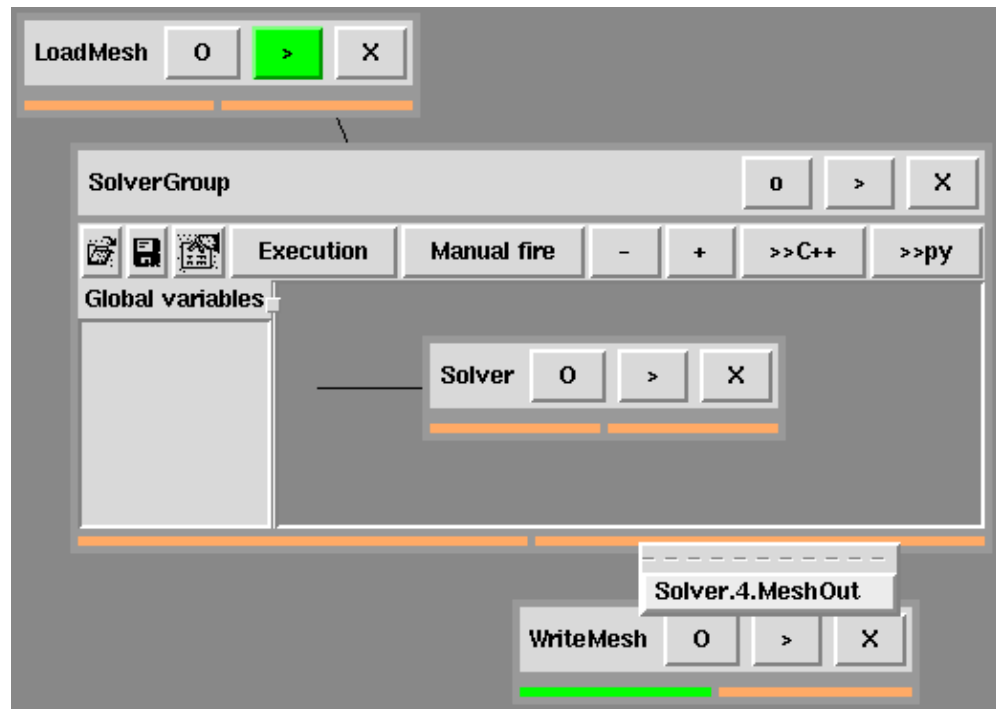 LoadMesh O > X
SolverGroup o > X
Execution Manual fire - + >>C++ >>py
Global variables
Solver O > X
Solver.4.MeshOut
WriteMesh O > X